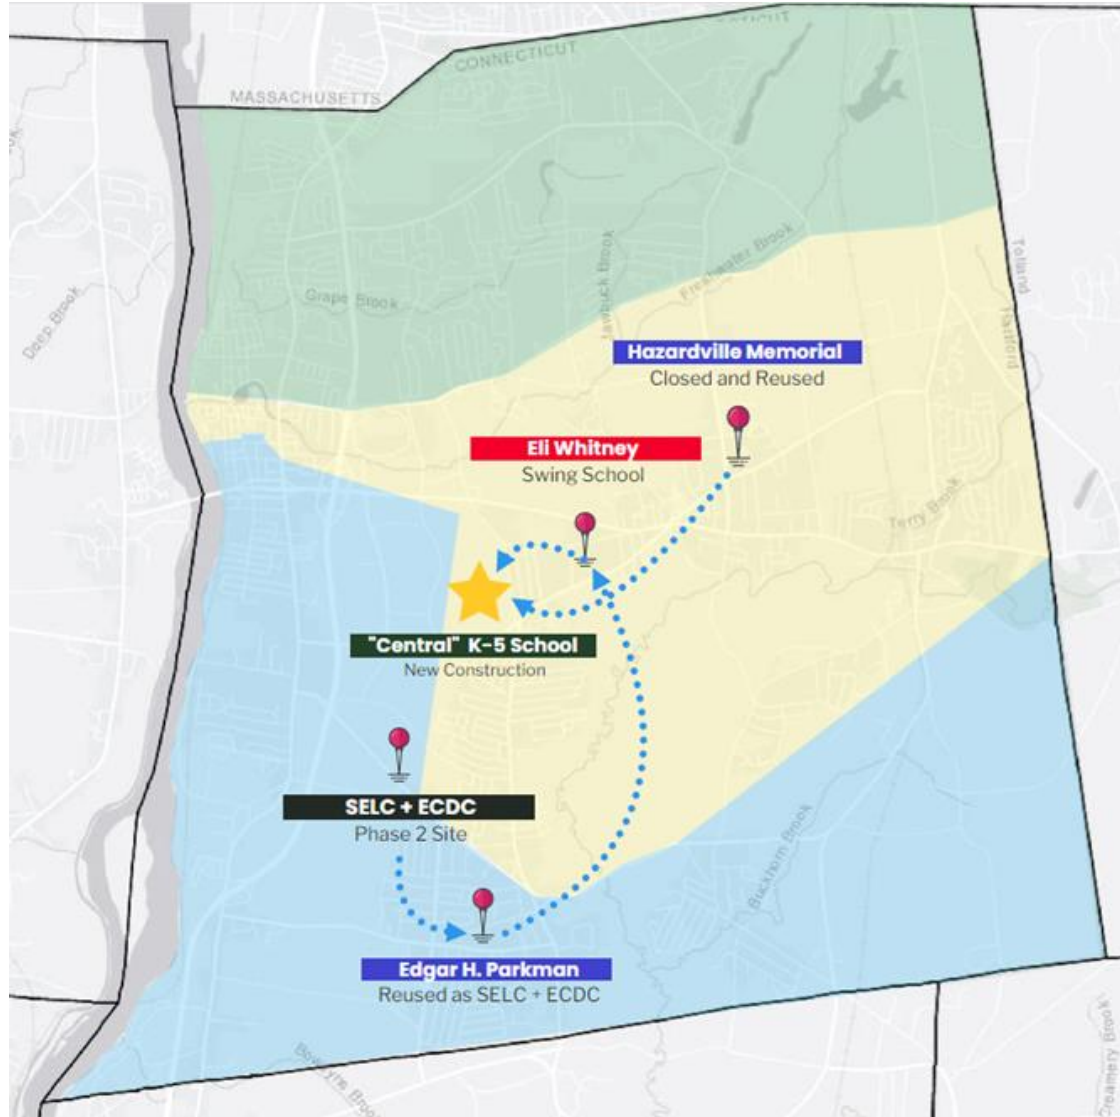 CONNECTICUT
MASSACHUSETTS
Deep Brook
Grape Brook
Jawbuck Brook
Freshwater Brook
Tolland
Hartford
Hazardville Memorial
Closed and Reused
Eli Whitney
Swing School
Terry Brook
"Central" K-5 School
New Construction
SELC + ECDC
Phase 2 Site
Buckhorn Brook
Edgar H. Parkman
Reused as SELC + ECDC
Brook